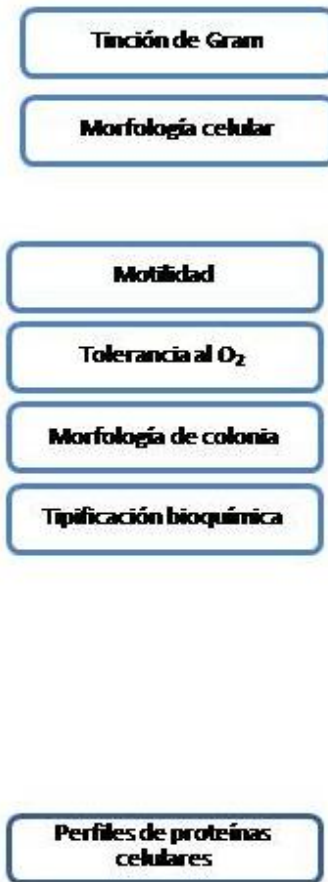 Tinción de Gram
Morfología celular
Motilidad
Tolerancia al O₂
Morfología de colonia
Tipificación bioquímica
Perfiles de proteínas
celulares